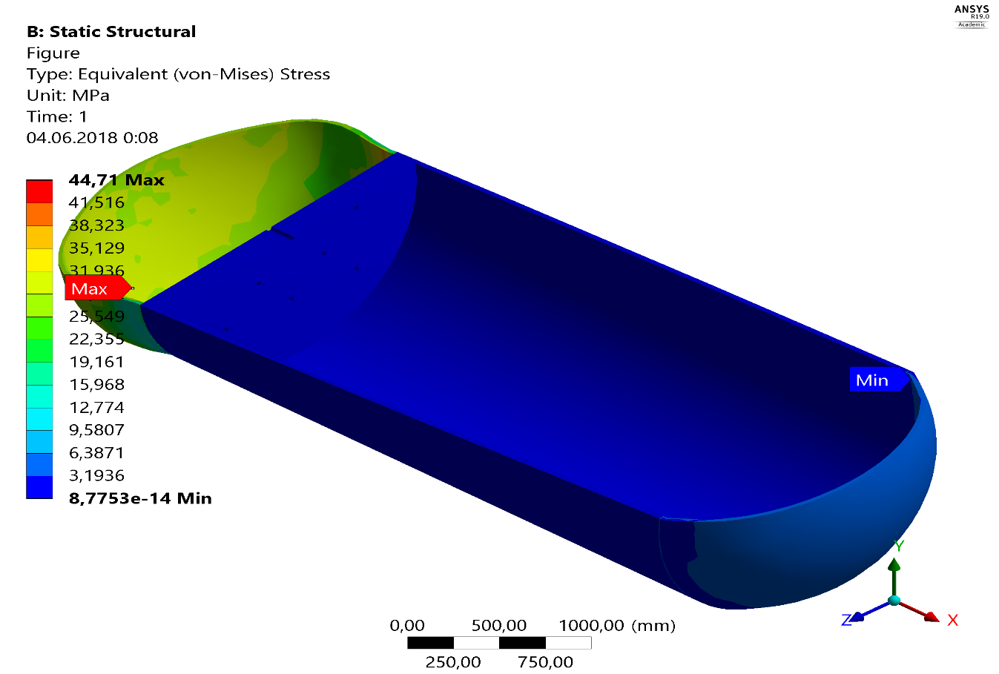 ANSYS
R19.0
Academic
B: Static Structural
Figure
Type: Equivalent (von-Mises) Stress
Unit: MPa
Time: 1
04.06.2018 0:08
44,71 Max
41,516
38,323
35,129
31,936
Max
25,549
22,355
19,161
15,968
12,774
9,5807
6,3871
3,1936
8,7753e-14 Min
Min
Y
Z
X
0,00 500,00 1000,00 (mm)
250,00 750,00